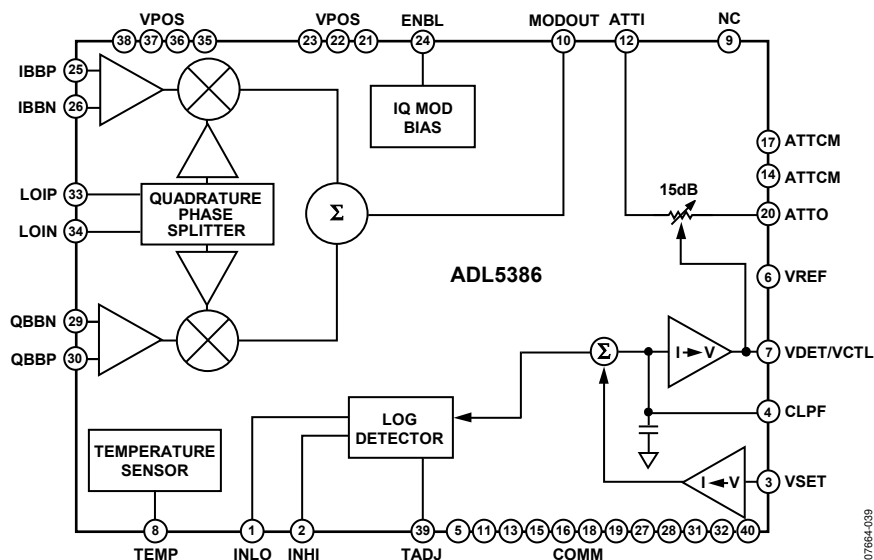 VPOS
VPOS
ENBL
MODOUT
ATTI
NC
38 37 36 35
23 22 21
24
10
12
9
IBBP 25
IBBN 26
IQ MOD
BIAS
17 ATTCM
14 ATTCM
15dB
LOIP 33
LOIN 34
QUADRATURE
PHASE
SPLITTER
Σ
20 ATTO
ADL5386
6 VREF
QBBN 29
QBBP 30
Σ
I V
7 VDET/VCTL
4 CLPF
LOG
DETECTOR
TEMPERATURE
SENSOR
I V
3 VSET
8
1
2
39
5 11 13 15 16 18 19 27 28 31 32 40
TEMP
INLO
INHI
TADJ
COMM
07664-039